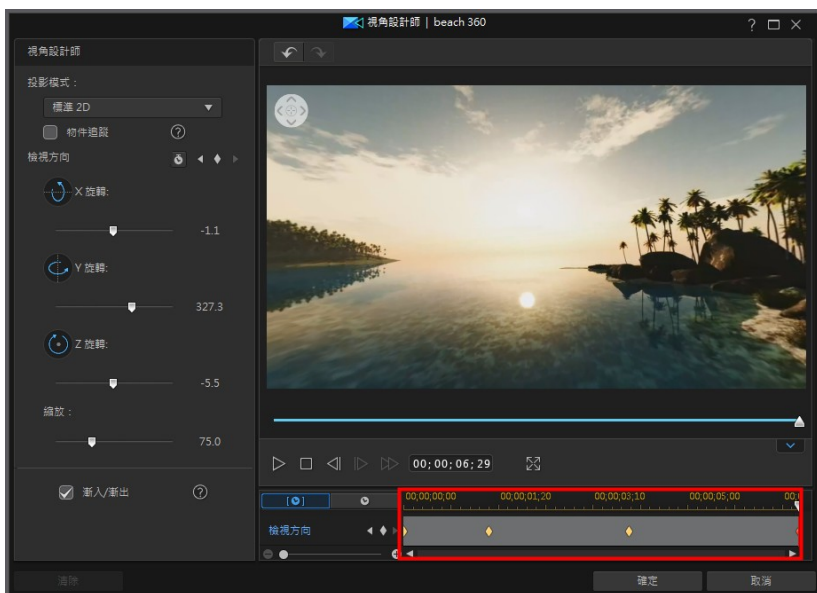 視角設計師 | beach 360
視角設計師
投影模式：
標準 2D
物件追蹤
檢視方向
X 旋轉:
-1.1
Y 旋轉:
327.3
Z 旋轉:
-5.5
縮放：
75.0
漸入/漸出
00;00;06;29
00;00;00;00 00;00;01;20 00;00;03;10 00;00;05;00
檢視方向
清除 確定 取消